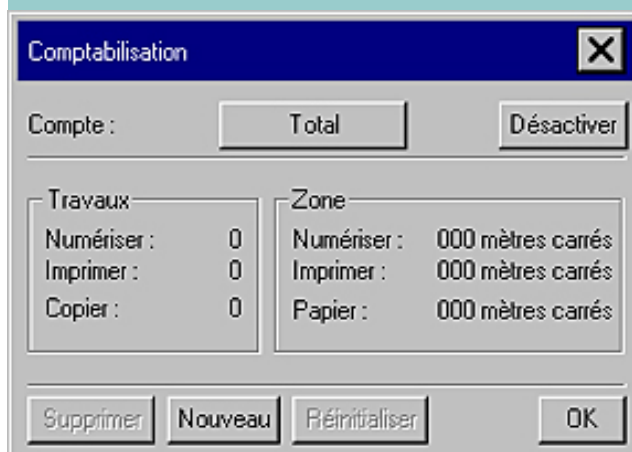 Comptabilisation
Compte : Total Désactiver
Travaux Zone
Numériser : 0 Numériser : 000 mètres carrés
Imprimer : 0 Imprimer : 000 mètres carrés
Copier : 0 Papier : 000 mètres carrés
Supprimer Nouveau Réinitialiser OK